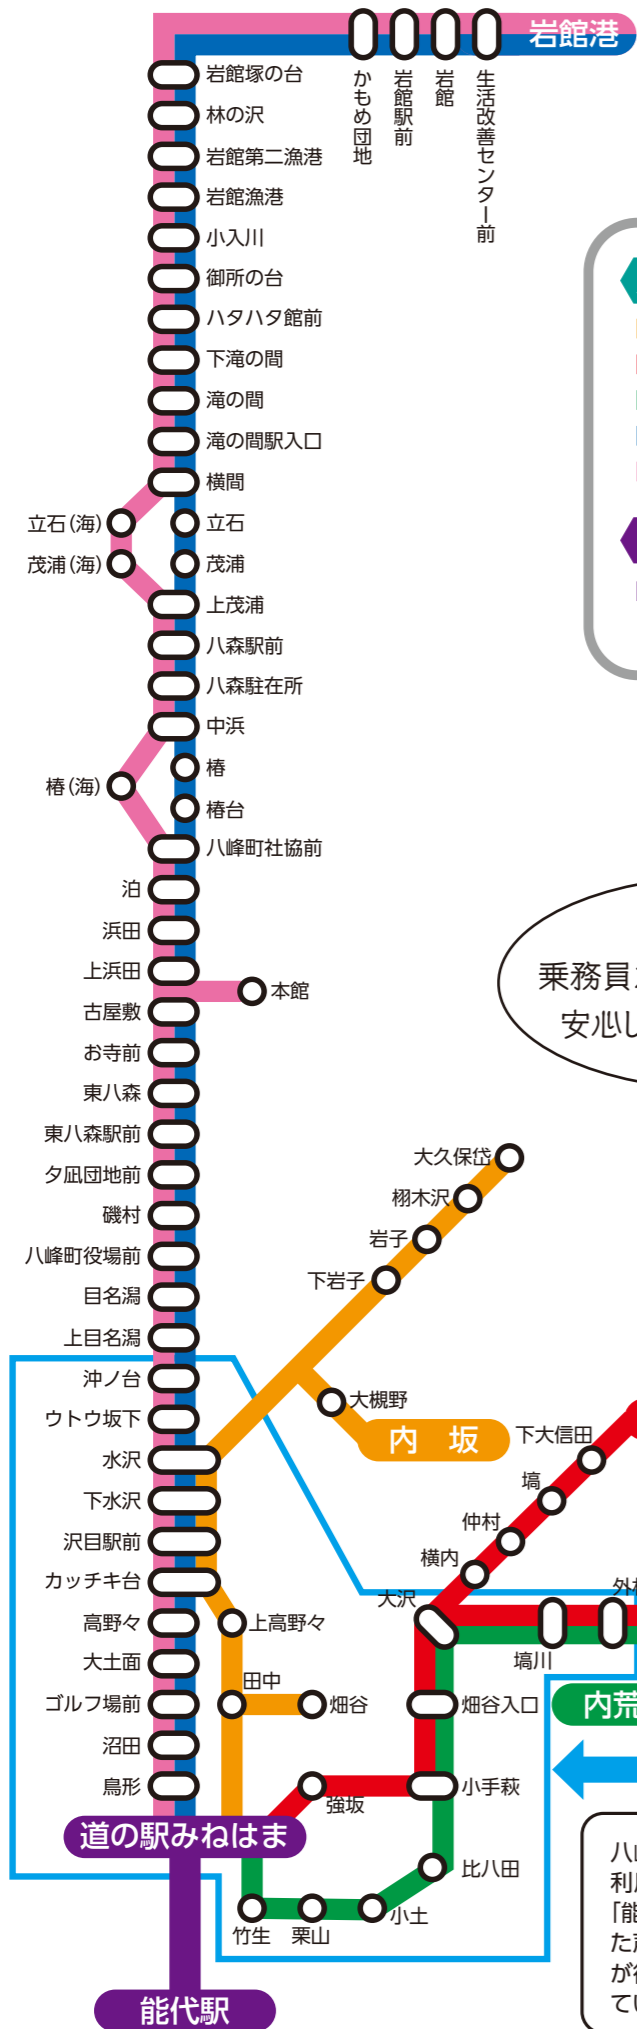 岩館港
かもめ団地
岩館駅前
岩館
生活改善センター前
岩館塚の台
林の沢
岩館第二漁港
岩館漁港
小入川
御所の台
ハタハタ館前
下滝の間
滝の間
滝の間駅入口
横間
立石(海)
立石
茂浦(海)
茂浦
上茂浦
八森駅前
八森駐在所
中浜
椿
椿(海)
椿台
八峰町社協前
泊
浜田
上浜田
本館
古屋敷
お寺前
東八森
東八森駅前
夕凪団地前
磯村
八峰町役場前
目名潟
上目名潟
沖ノ台
ウトウ坂下
水沢
下水沢
沢目駅前
カッチキ台
高野々
大土面
ゴルフ場前
沼田
鳥形
道の駅みねはま
能代駅
乗務員
安心し
大久保岱
栩木沢
岩子
下岩子
大槻野
内 坂
下大信田
塙
仲村
横内
大沢
外
塙川
上高野々
田中
畑谷
畑谷入口
内荒
強坂
小手萩
比八田
小土
栗山
竹生
八
利
「能
た
が
てい